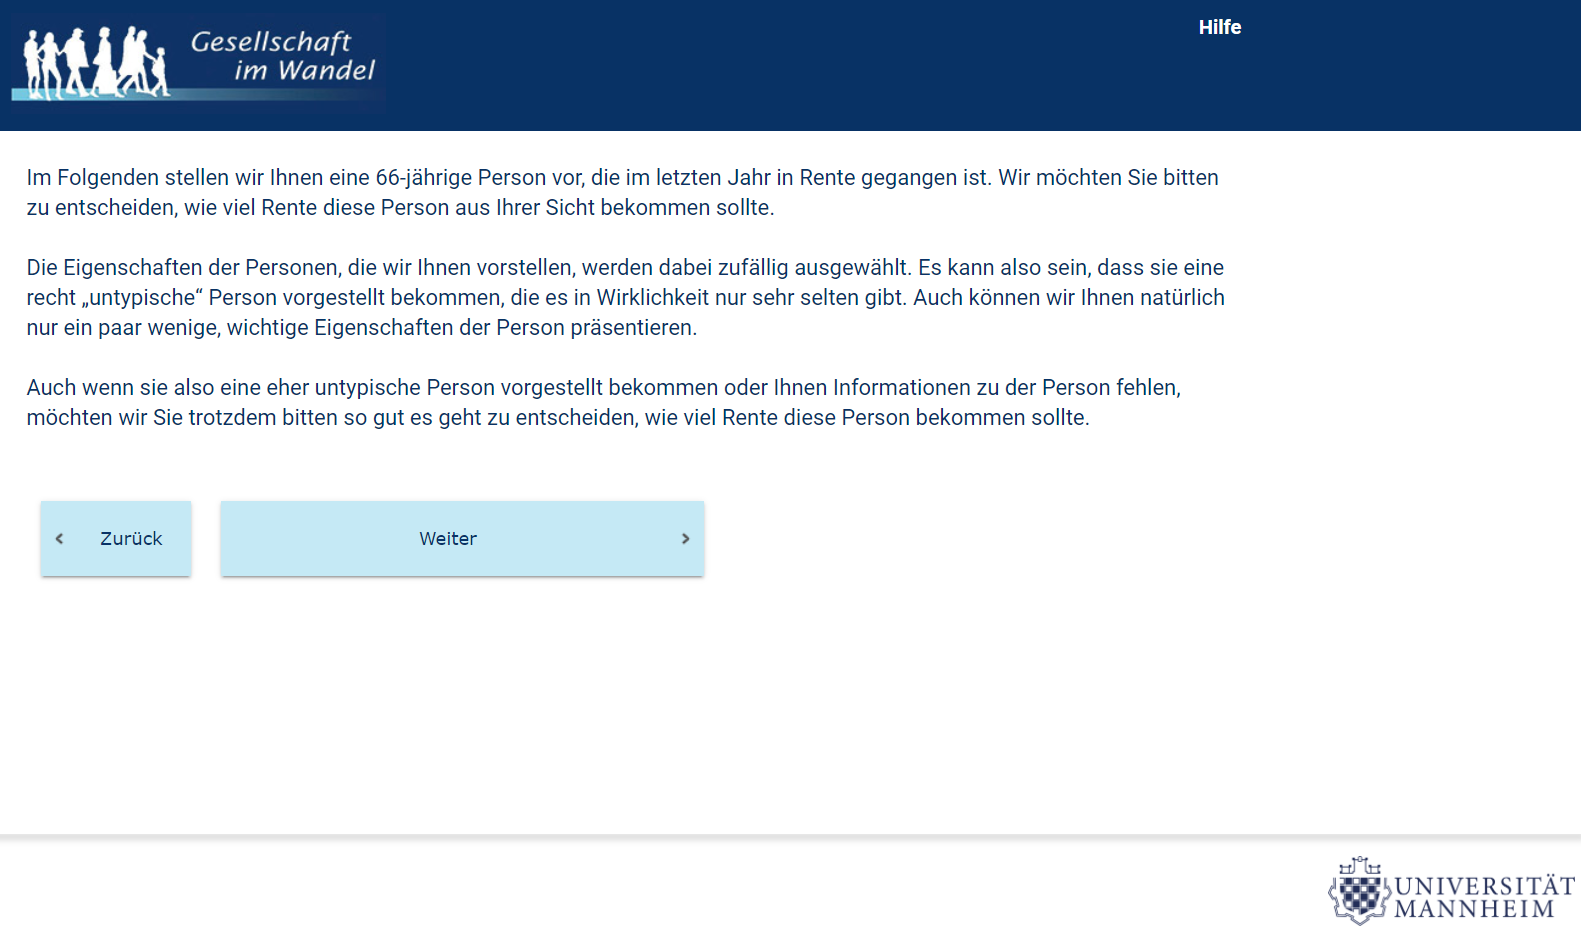 Gesellschaft
im Wandel
Hilfe
Im Folgenden stellen wir Ihnen eine 66-jährige Person vor, die im letzten Jahr in Rente gegangen ist. Wir möchten Sie bitten
zu entscheiden, wie viel Rente diese Person aus Ihrer Sicht bekommen sollte.
Die Eigenschaften der Personen, die wir Ihnen vorstellen, werden dabei zufällig ausgewählt. Es kann also sein, dass sie eine
recht „untypische“ Person vorgestellt bekommen, die es in Wirklichkeit nur sehr selten gibt. Auch können wir Ihnen natürlich
nur ein paar wenige, wichtige Eigenschaften der Person präsentieren.
Auch wenn sie also eine eher untypische Person vorgestellt bekommen oder Ihnen Informationen zu der Person fehlen,
möchten wir Sie trotzdem bitten so gut es geht zu entscheiden, wie viel Rente diese Person bekommen sollte.
Zurück
Weiter
UNIVERSITÄT
MANNHEIM